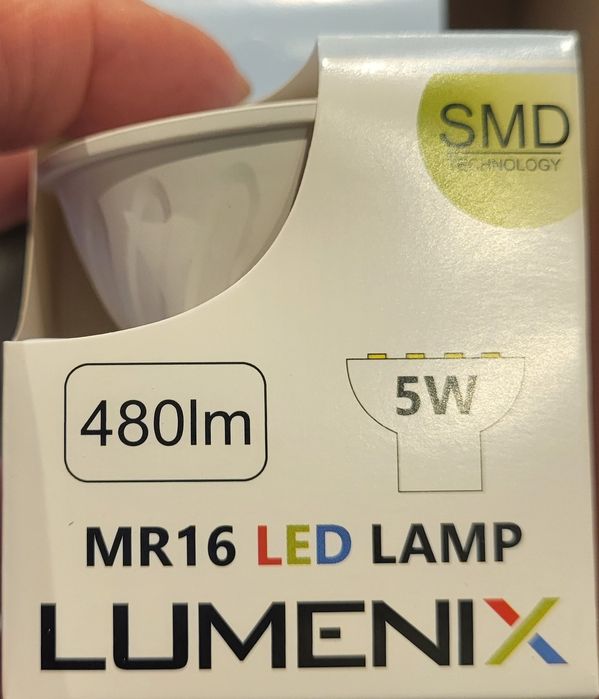 SMD
TECHNOLOGY
480lm
5W
MR16 LED LAMP
LUMENIX